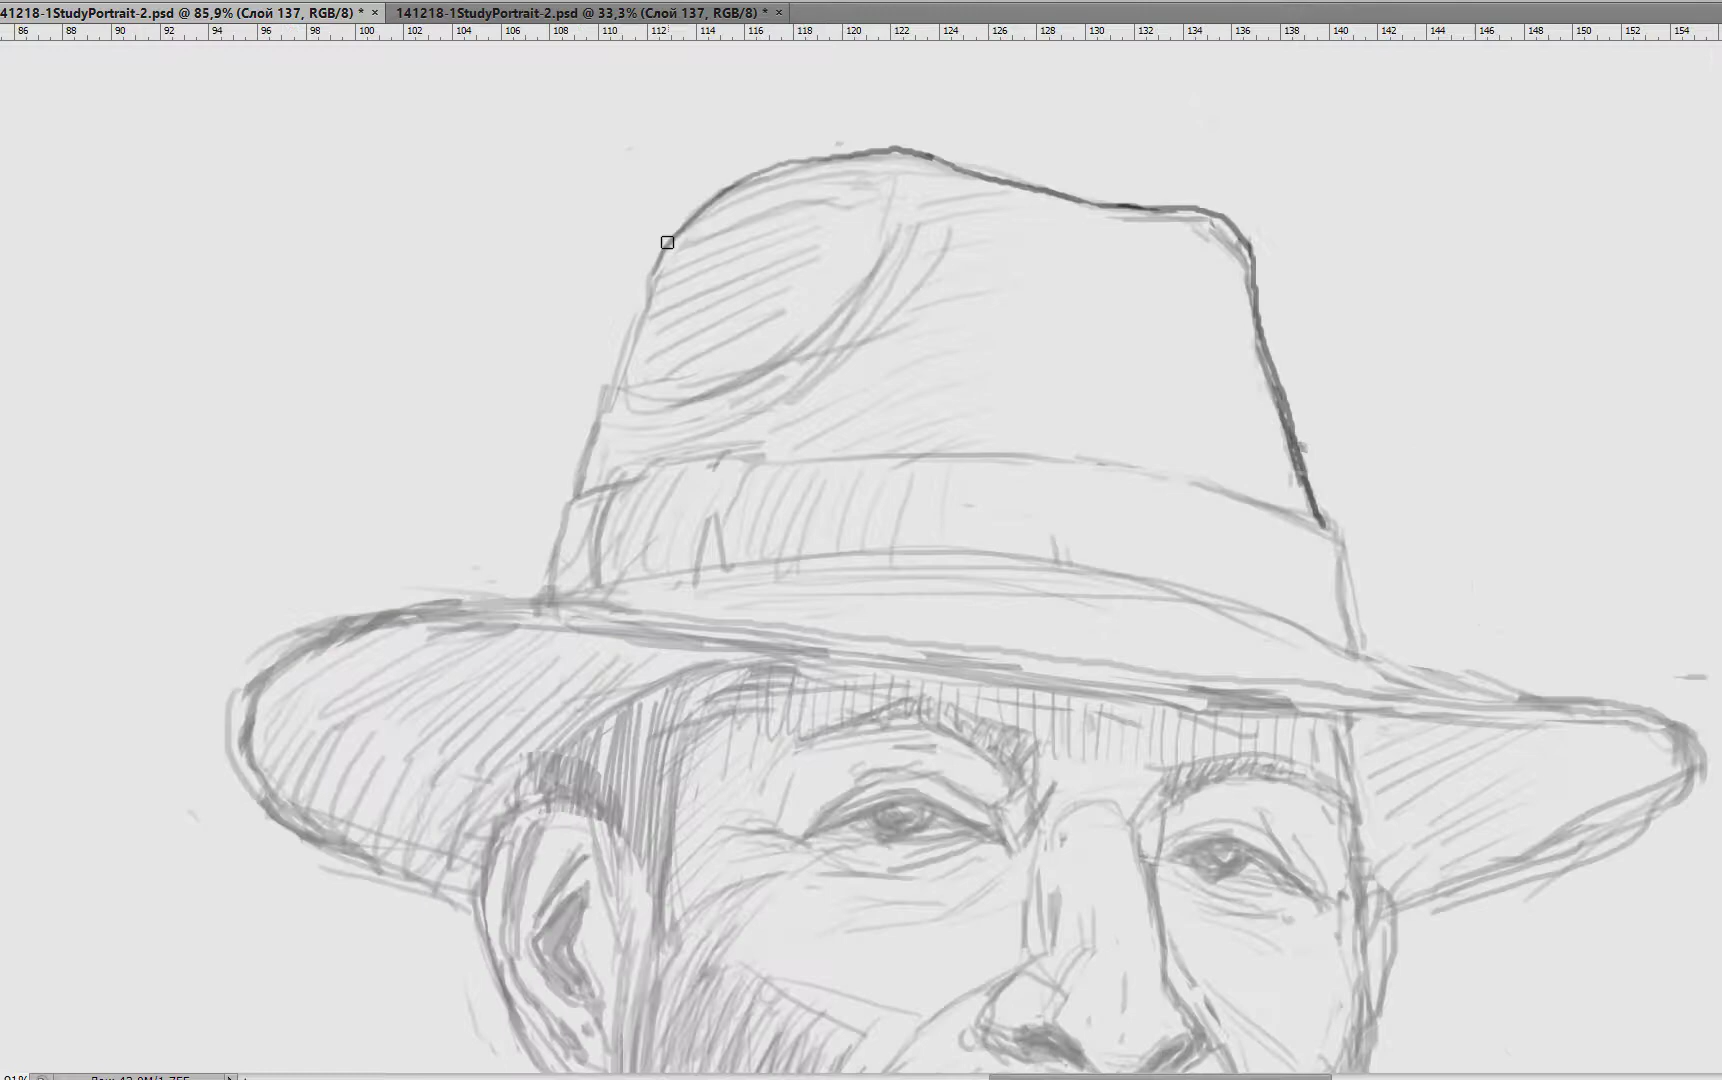 41218-1StudyPortrait-2.psd @ 85,9% (Слой 137, RGB/8) * × 141218-1StudyPortrait-2.psd @ 33,3% (Слой 137, RGB/8) * ×
86 88 90 92 94 96 98 100 102 104 106 108 110 112 114 116 118 120 122 124 126 128 130 132 134 136 138 140 142 144 146 148 150 152 154